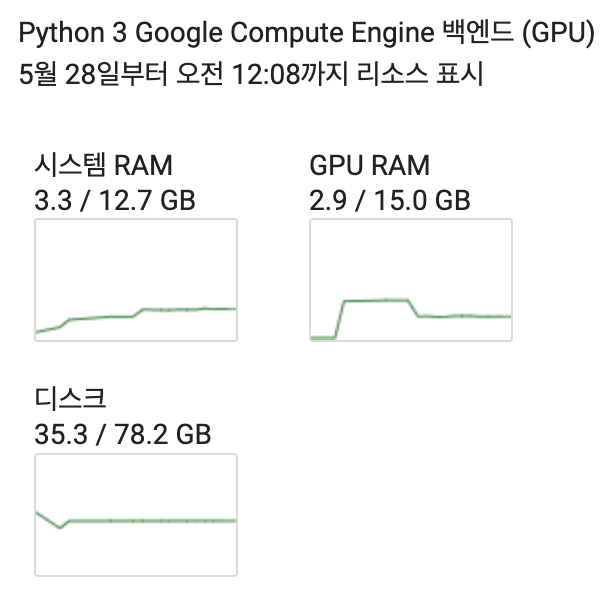 Python 3 Google Compute Engine 백엔드 (GPU)
5월 28일부터 오전 12:08까지 리소스 표시
시스템 RAM
3.3 / 12.7 GB
GPU RAM
2.9 / 15.0 GB
디스크
35.3 / 78.2 GB